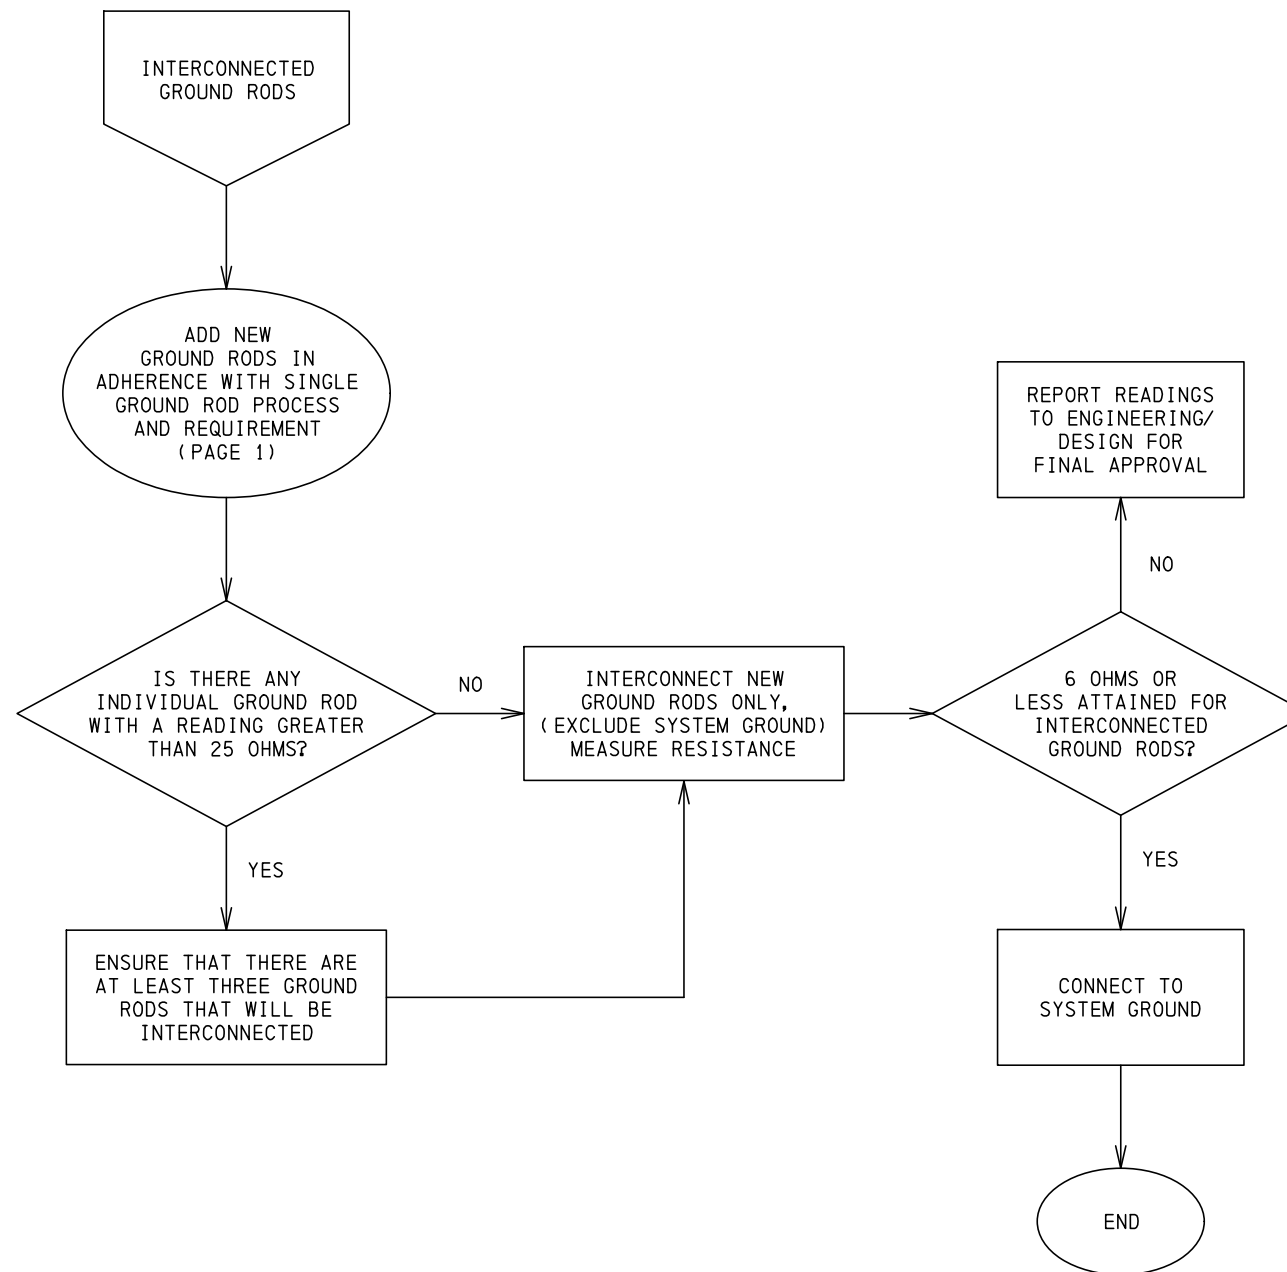 INTERCONNECTED
GROUND RODS
ADD NEW
GROUND RODS IN
ADHERENCE WITH SINGLE
GROUND ROD PROCESS
AND REQUIREMENT
(PAGE 1)
IS THERE ANY
INDIVIDUAL GROUND ROD
WITH A READING GREATER
THAN 25 OHMS?
NO
YES
ENSURE THAT THERE ARE
AT LEAST THREE GROUND
RODS THAT WILL BE
INTERCONNECTED
INTERCONNECT NEW
GROUND RODS ONLY,
(EXCLUDE SYSTEM GROUND)
MEASURE RESISTANCE
6 OHMS OR
LESS ATTAINED FOR
INTERCONNECTED
GROUND RODS?
NO
REPORT READINGS
TO ENGINEERING/
DESIGN FOR
FINAL APPROVAL
YES
CONNECT TO
SYSTEM GROUND
END